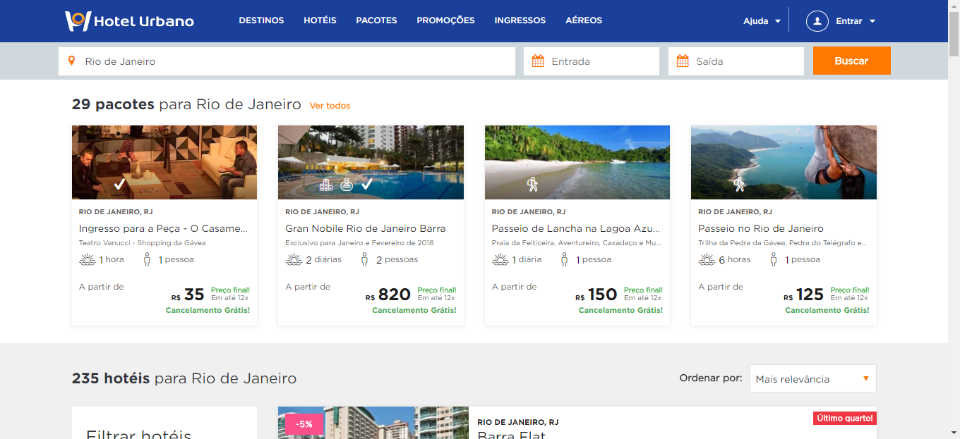 Hotel Urbano
DESTINOS HOTÉIS PACOTES PROMOÇÕES INGRESSOS AÉREOS Ajuda Entrar
Rio de Janeiro Entrada Saída Buscar
29 pacotes para Rio de Janeiro Ver todos
RIO DE JANEIRO, RJ
Ingresso para a Peça - O Casame...
Teatro Vanucci - Shopping da Gávea
1 hora 1 pessoa
A partir de
R$ 35 Preço final!
Em até 12x
Cancelamento Grátis!
RIO DE JANEIRO, RJ
Gran Nobile Rio de Janeiro Barra
Exclusivo para Janeiro e Fevereiro de 2018
2 diárias 2 pessoas
A partir de
R$ 820 Preço final!
Em até 12x
Cancelamento Grátis!
RIO DE JANEIRO, RJ
Passeio de Lancha na Lagoa Azu...
Praia da Feiticeira, Aventureiro, Caxadaço e Mu...
1 diária 1 pessoa
A partir de
R$ 150 Preço final!
Em até 12x
Cancelamento Grátis!
RIO DE JANEIRO, RJ
Passeio no Rio de Janeiro
Trilha da Pedra da Gávea, Pedra do Telégrafo e...
6 horas 1 pessoa
A partir de
R$ 125 Preço final!
Em até 12x
Cancelamento Grátis!
235 hotéis para Rio de Janeiro
Ordenar por: Mais relevância
Filtrar hotéis
-5%
RIO DE JANEIRO, RJ
Barra Flat
Último quarto!